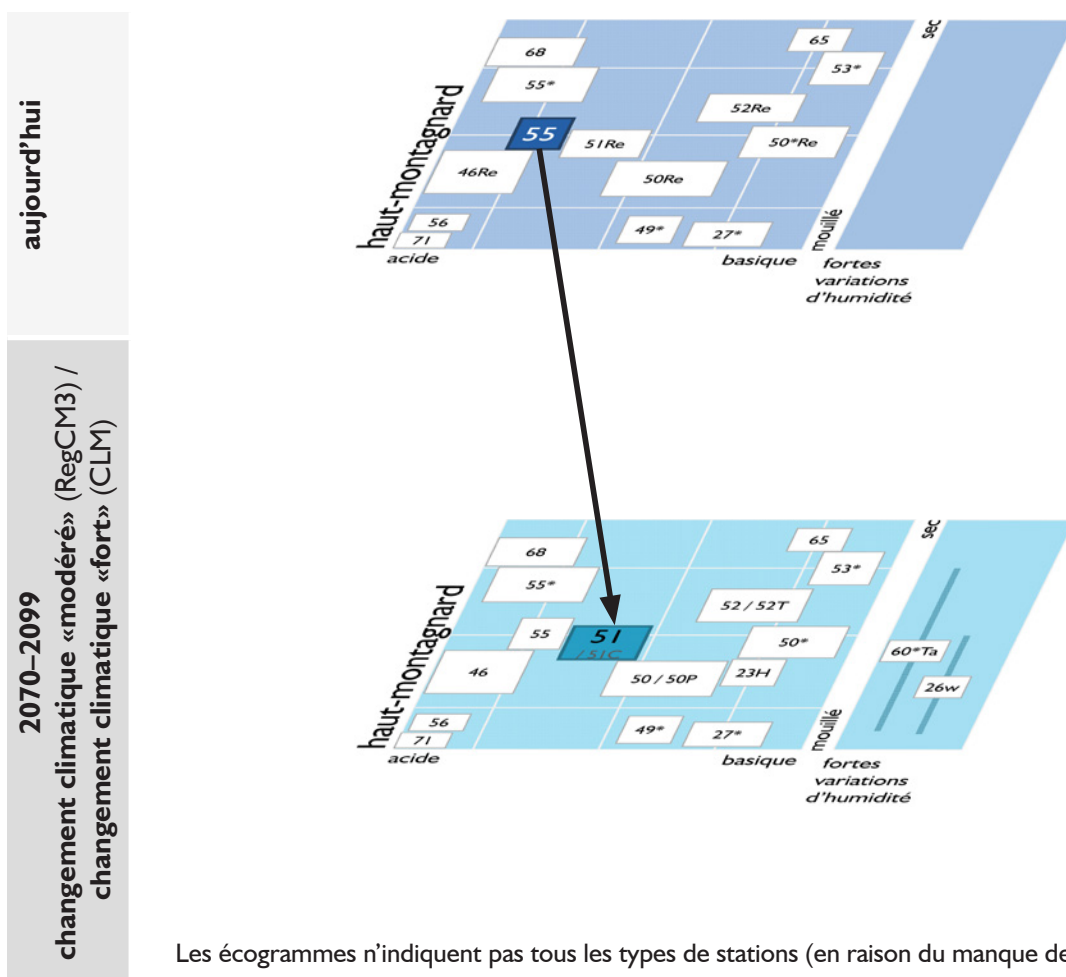 aujourd'hui
haut-montagnard
68
65
sec
55*
53*
52Re
55
51Re
50*Re
46Re
50Re
56
71
49*
27*
mouillé
acide
basique
fortes
variations
d'humidité
2070–2099
changement climatique «modéré» (RegCM3) /
changement climatique «fort» (CLM)
haut-montagnard
68
65
sec
55*
53*
52 / 52T
55
51
/ 51C
50*
60*Ta
46
50 / 50P
23H
26w
56
71
49*
27*
mouillé
acide
basique
fortes
variations
d'humidité
Les écogrammes n'indiquent pas tous les types de stations (en raison du manque de